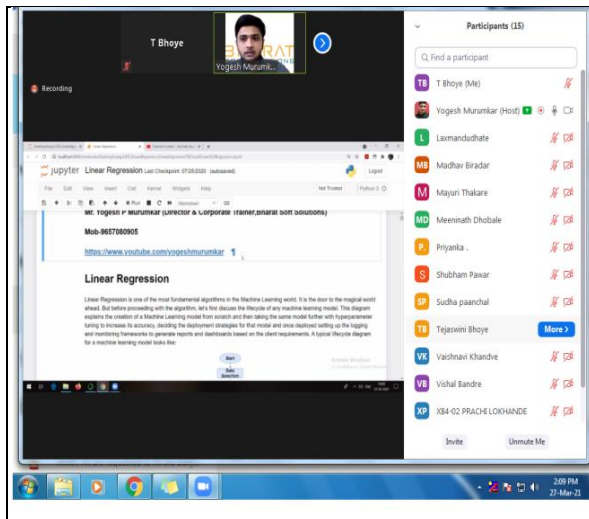 T Bhoye
Yogesh Murumk...
Recording
Participants (15)
Find a participant
TB T Bhoye (Me)
Yogesh Murumkar (Host)
L Laxmandudhate
MB Madhav Biradar
M Mayuri Thakare
MD Meeninath Dhobale
P. Priyanka .
S Shubham Pawar
SP Sudha paanchal
TB Tejaswini Bhoye More >
VK Vaishnavi Khandve
VB Vishal Bandre
XP XB4-02 PRACHI LOKHANDE
Invite Unmute Me
jupyter Linear Regression Last Checkpoint: 07/25/2020 (autosaved)
Logout
File Edit View Insert Cell Kernel Widgets Help
Not Trusted Python 3
Run Markdown
Mr. Yogesh P Murumkar (Director & Corporate Trainer,Bharat Soft Solutions)
Mob-9657080905
https://www.youtube.com/yogeshmurumkar ¶
Linear Regression
Linear Regression is one of the most fundamental algorithms in the Machine Learning world. It is the door to the magical world
ahead. But before proceeding with the algorithm, let's first discuss the lifecycle of any machine learning model. This diagram
explains the creation of a Machine Learning model from scratch and then taking the same model further with hyperparameter
tuning to increase its accuracy, deciding the deployment strategies for that model and once deployed setting up the logging
and monitoring frameworks to generate reports and dashboards based on the client requirements. A typical lifecycle diagram
for a machine learning model looks like:
Start
Data
Selection
2:09 PM
27-Mar-21